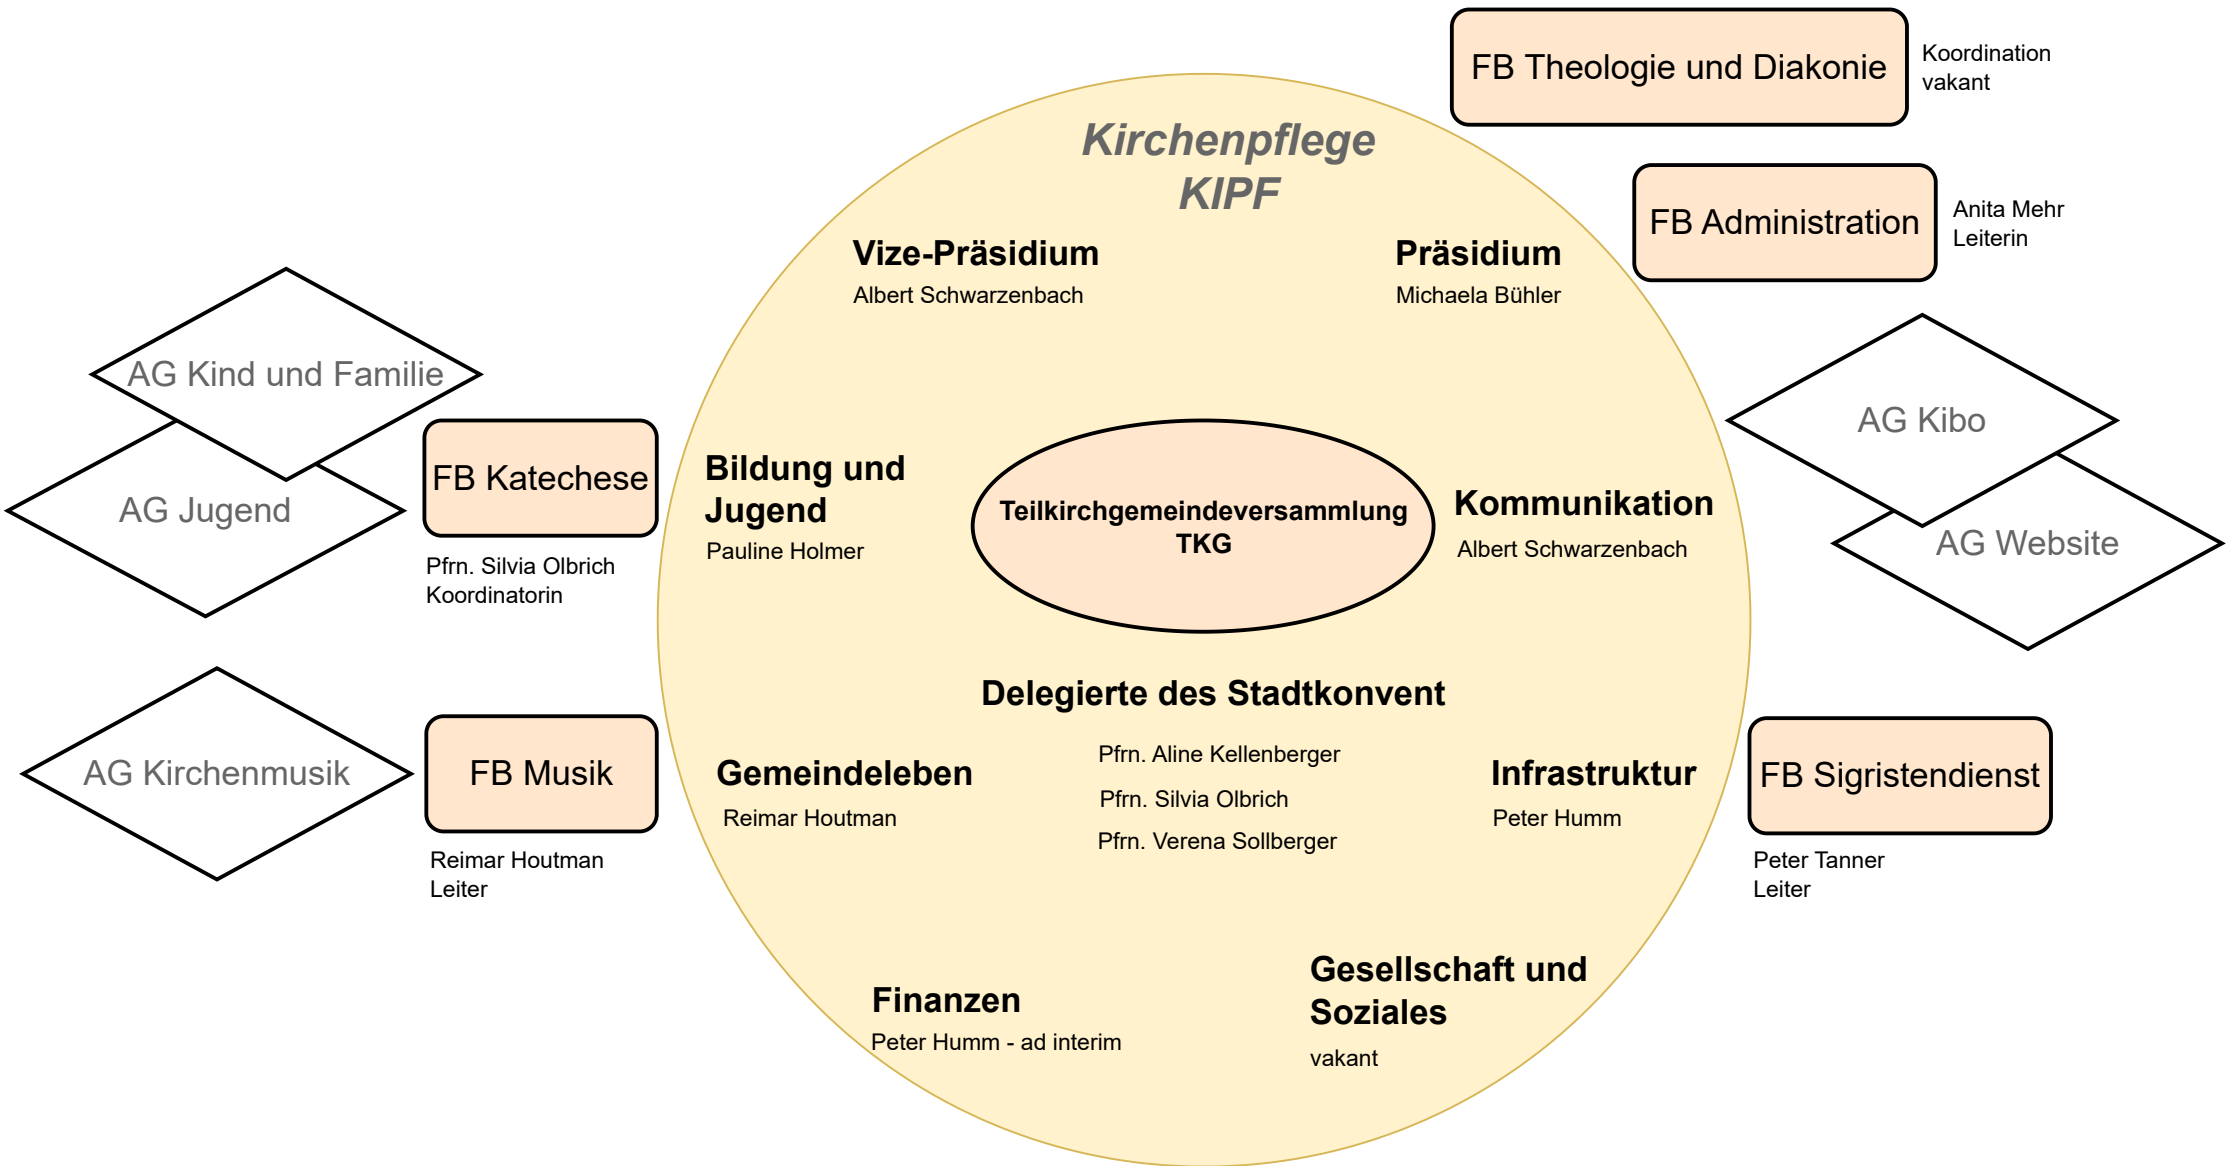 FB Theologie und Diakonie
Koordination
vakant
Kirchenpflege
KIPF
FB Administration
Anita Mehr
Leiterin
Vize-Präsidium
Albert Schwarzenbach
Präsidium
Michaela Bühler
AG Kind und Familie
AG Jugend
FB Katechese
Pfrn. Silvia Olbrich
Koordinatorin
Bildung und
Jugend
Pauline Holmer
Teilkirchgemeindeversammlung
TKG
Kommunikation
Albert Schwarzenbach
AG Kibo
AG Website
Delegierte des Stadtkonvent
Pfrn. Aline Kellenberger
Pfrn. Silvia Olbrich
Pfrn. Verena Sollberger
AG Kirchenmusik
FB Musik
Reimar Houtman
Leiter
Gemeindeleben
Reimar Houtman
Infrastruktur
Peter Humm
FB Sigristendienst
Peter Tanner
Leiter
Finanzen
Peter Humm - ad interim
Gesellschaft und
Soziales
vakant